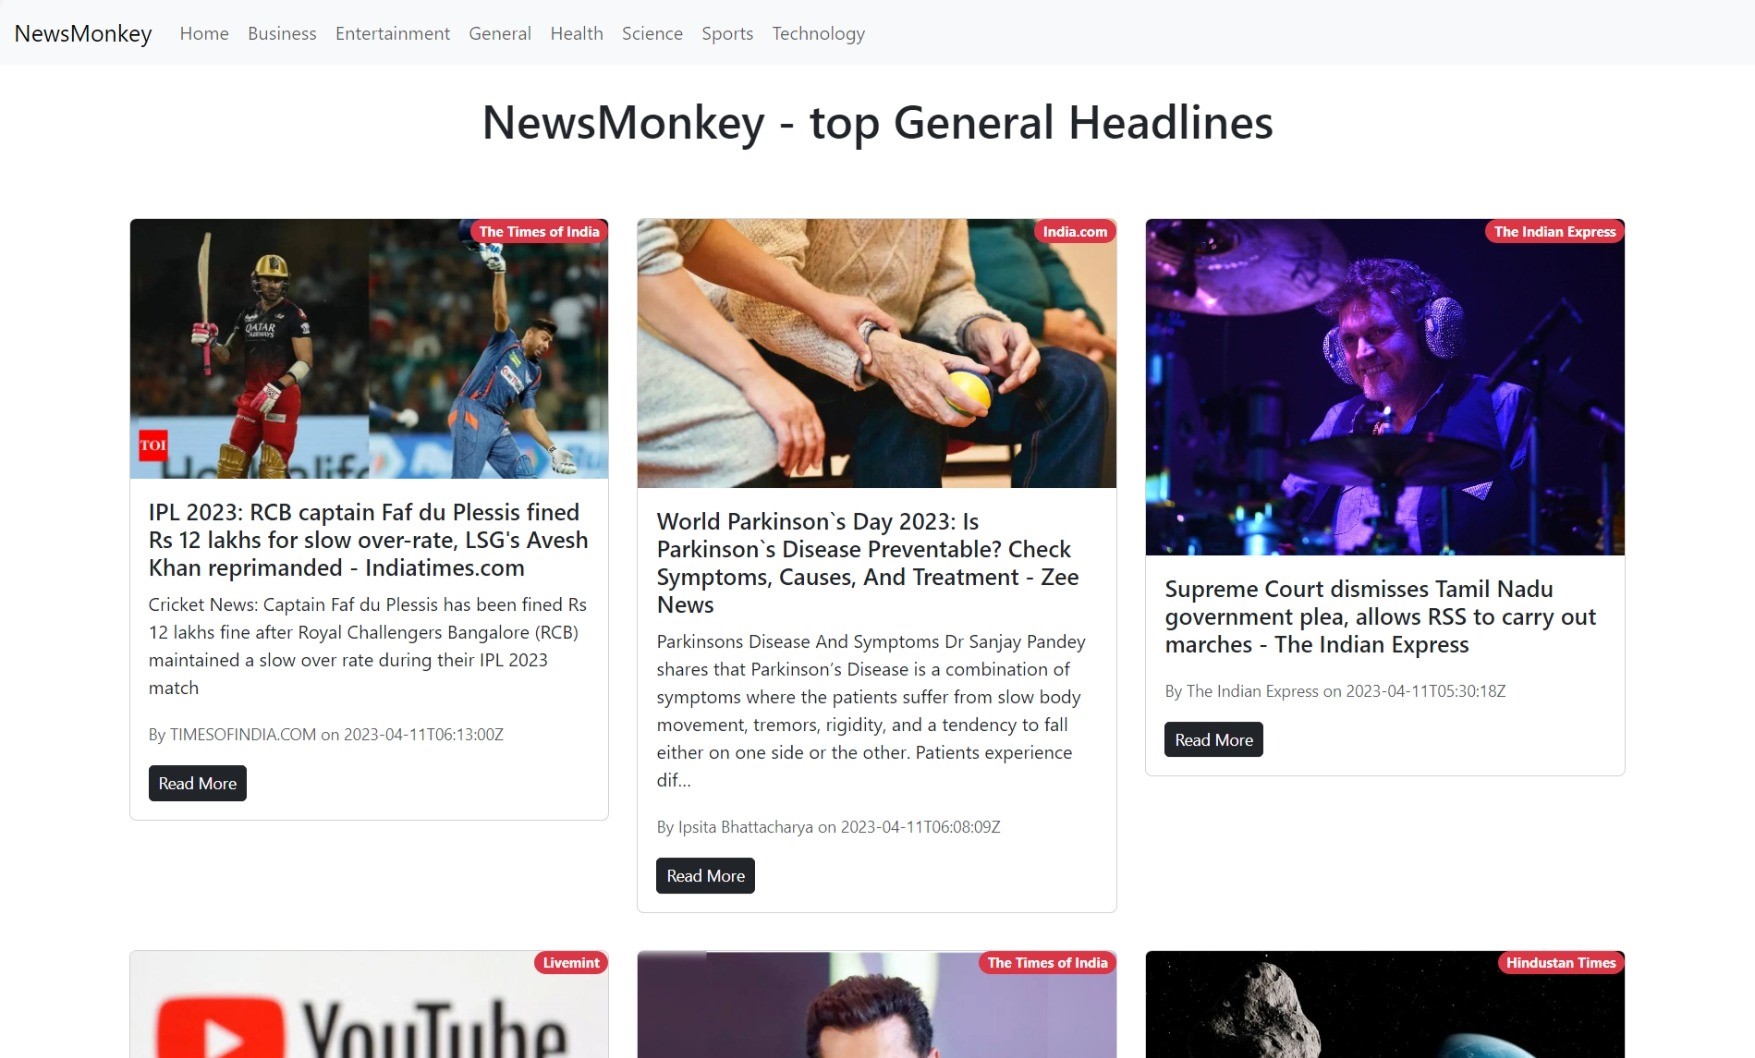 NewsMonkey Home Business Entertainment General Health Science Sports Technology
NewsMonkey - top General Headlines
The Times of India
QATAR
AIRWAYS
TOI
IPL 2023: RCB captain Faf du Plessis fined
Rs 12 lakhs for slow over-rate, LSG's Avesh
Khan reprimanded - Indiatimes.com
Cricket News: Captain Faf du Plessis has been fined Rs
12 lakhs fine after Royal Challengers Bangalore (RCB)
maintained a slow over rate during their IPL 2023
match
By TIMESOFINDIA.COM on 2023-04-11T06:13:00Z
Read More
India.com
World Parkinson`s Day 2023: Is
Parkinson`s Disease Preventable? Check
Symptoms, Causes, And Treatment - Zee
News
Parkinsons Disease And Symptoms Dr Sanjay Pandey
shares that Parkinson’s Disease is a combination of
symptoms where the patients suffer from slow body
movement, tremors, rigidity, and a tendency to fall
either on one side or the other. Patients experience
dif...
By Ipsita Bhattacharya on 2023-04-11T06:08:09Z
Read More
The Indian Express
Supreme Court dismisses Tamil Nadu
government plea, allows RSS to carry out
marches - The Indian Express
By The Indian Express on 2023-04-11T05:30:18Z
Read More
Livemint
YouTube
The Times of India
Hindustan Times